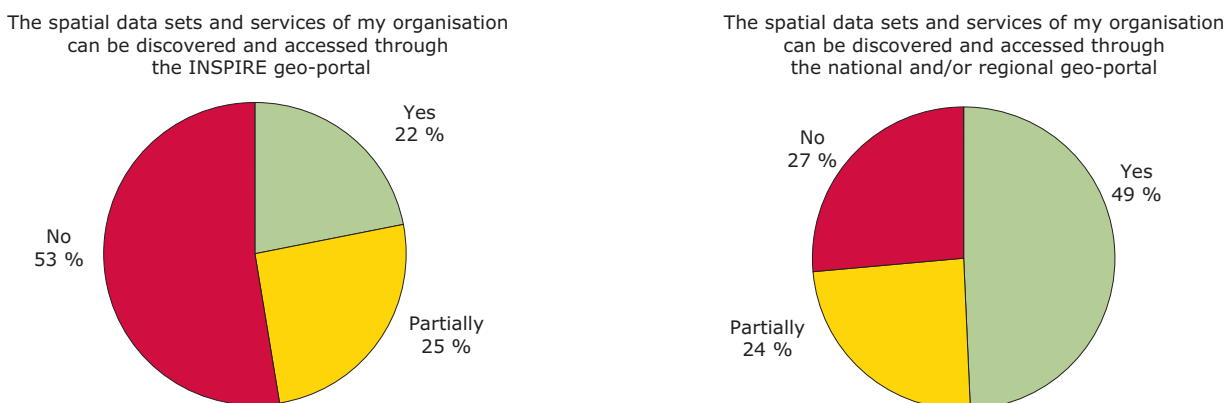 The spatial data sets and services of my organisation
can be discovered and accessed through
the INSPIRE geo-portal
Yes
22 %
No
53 %
Partially
25 %
The spatial data sets and services of my organisation
can be discovered and accessed through
the national and/or regional geo-portal
No
27 %
Yes
49 %
Partially
24 %